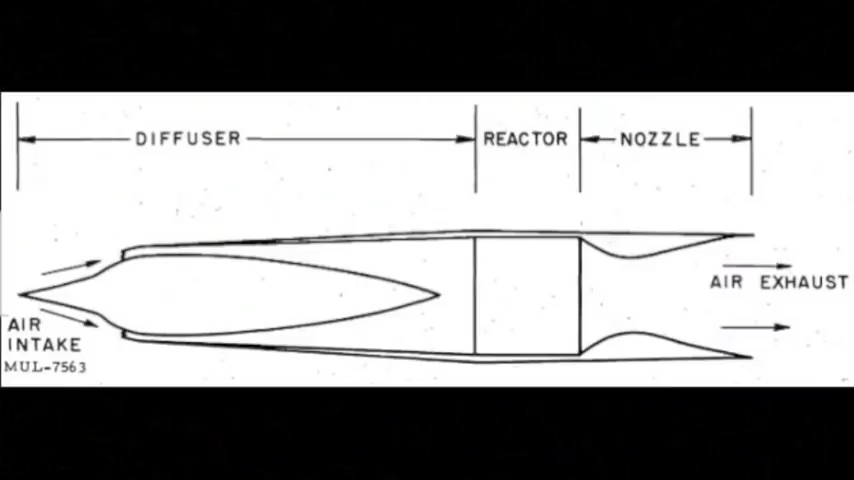 DIFFUSER
REACTOR
NOZZLE
AIR EXHAUST
AIR
INTAKE
MUL-7563